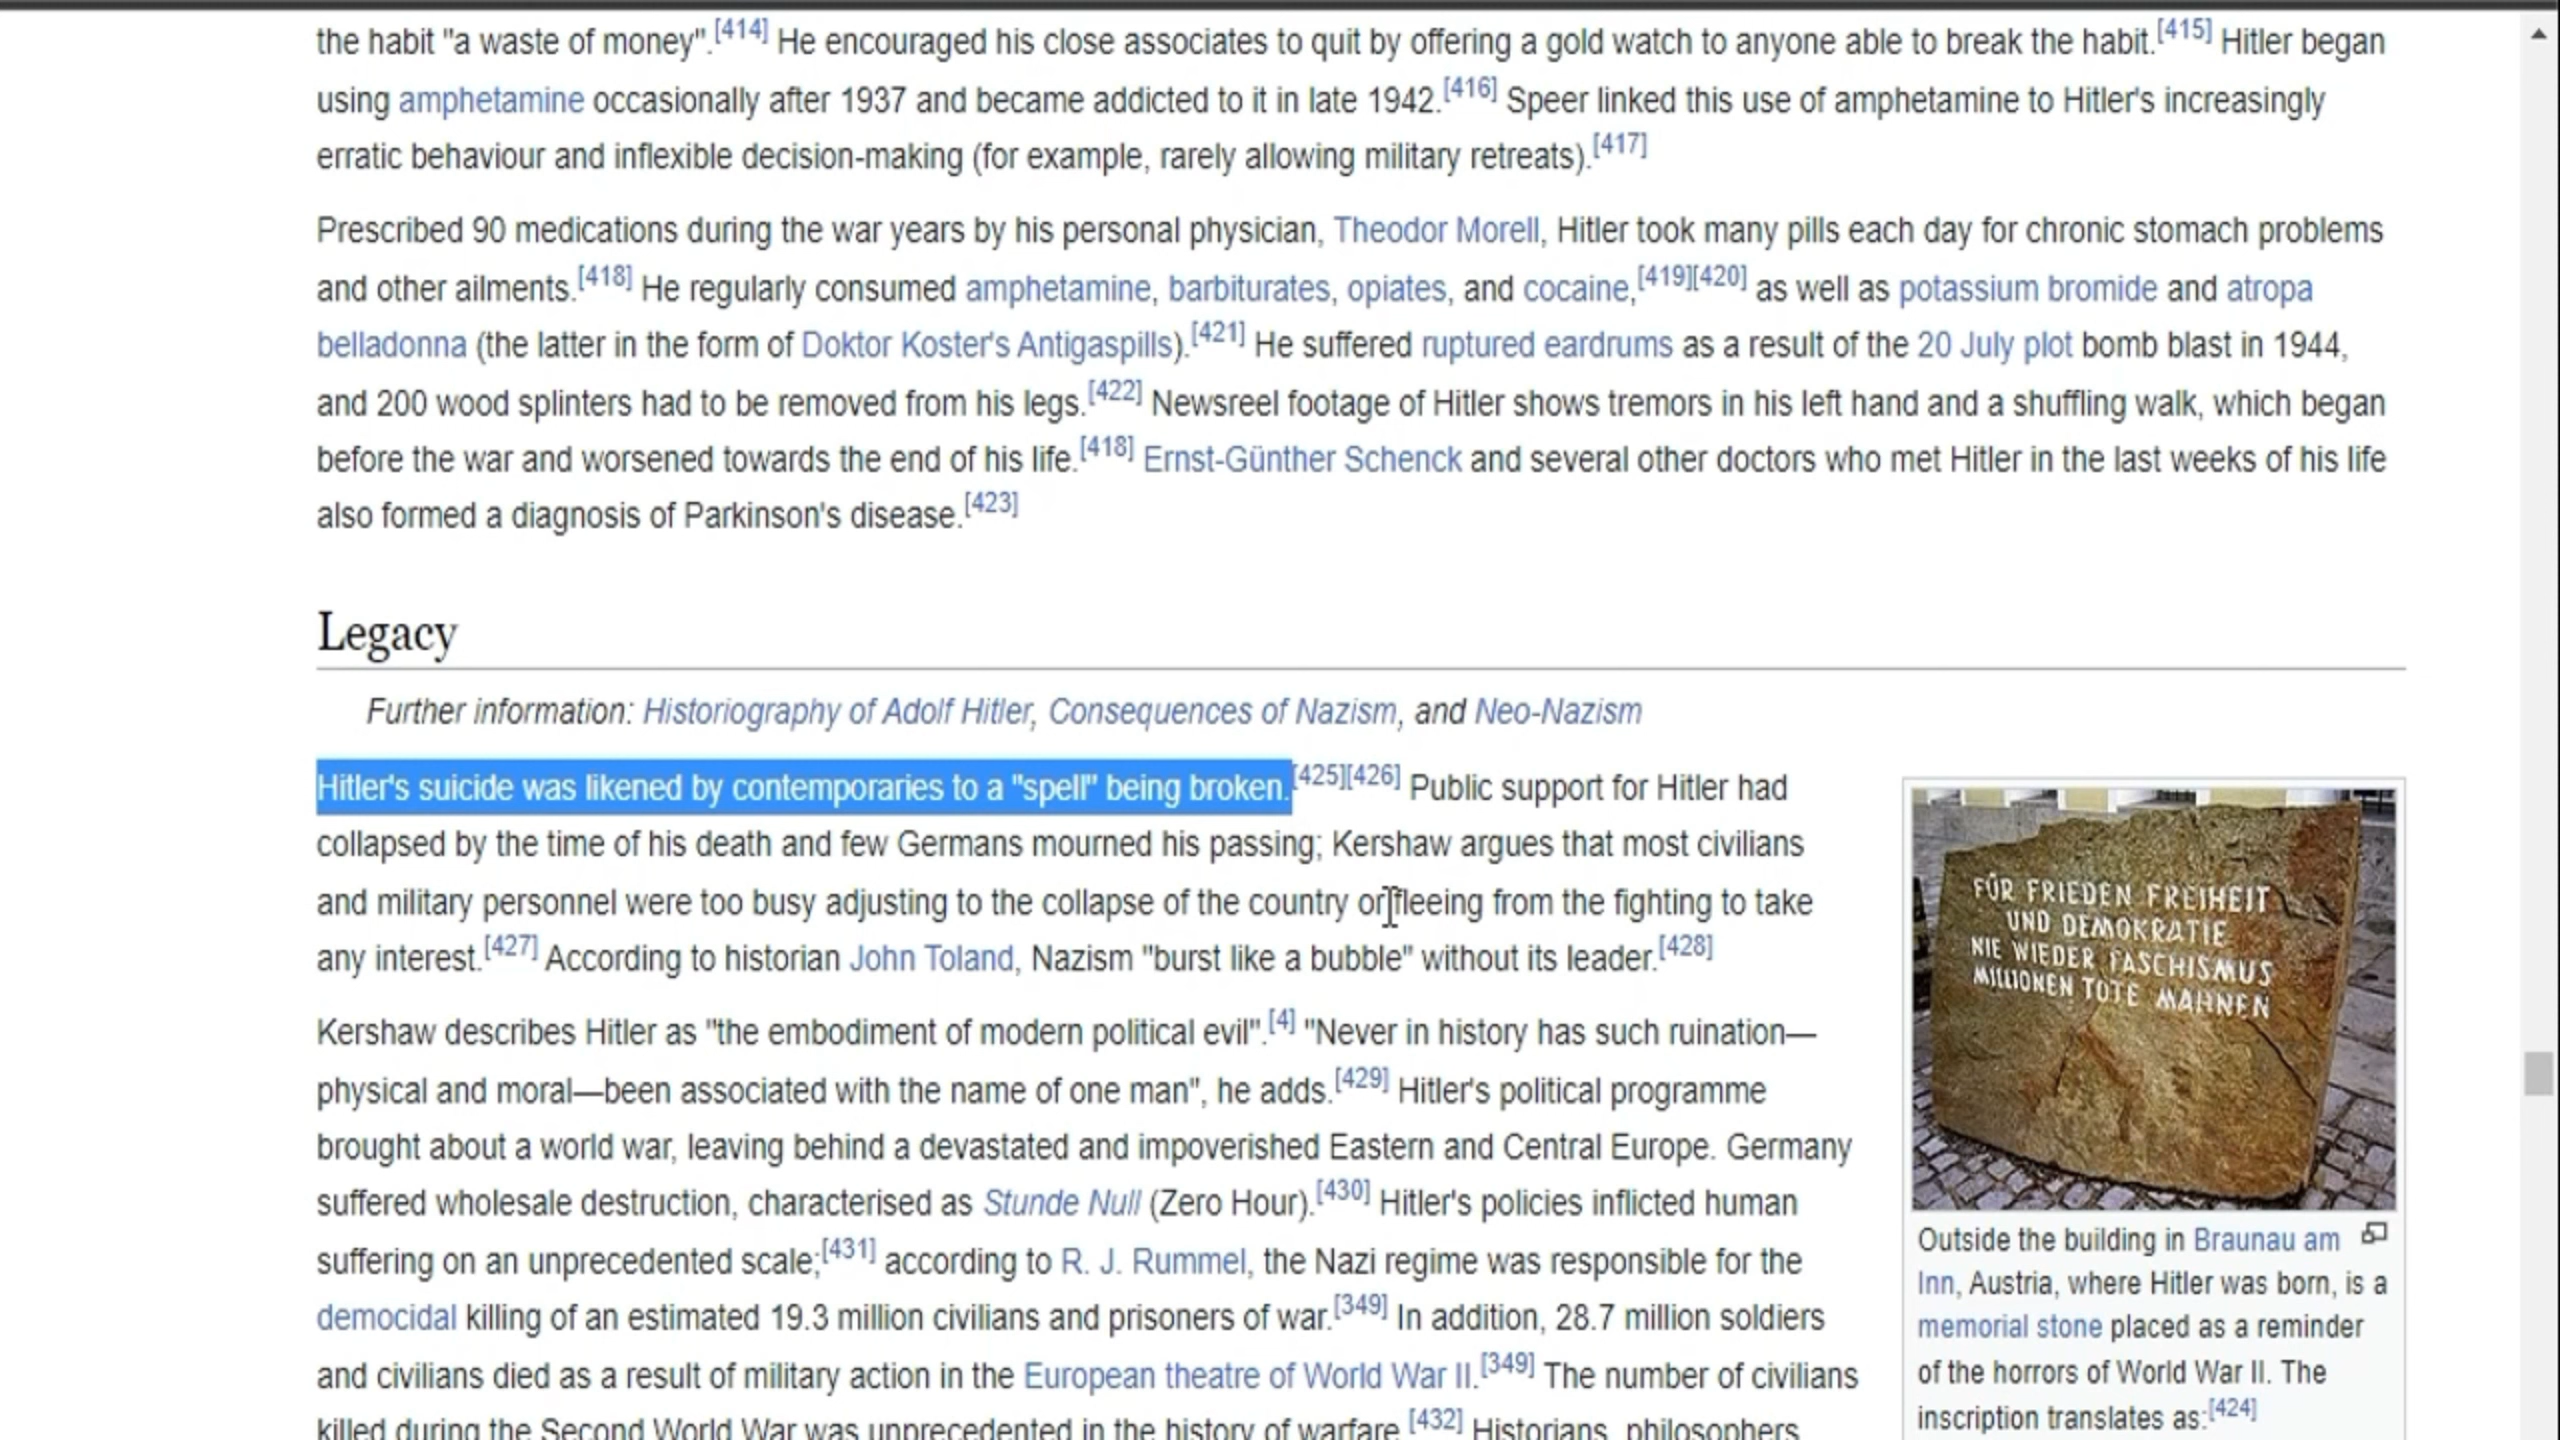 the habit "a waste of money".[414] He encouraged his close associates to quit by offering a gold watch to anyone able to break the habit.[415] Hitler began
using amphetamine occasionally after 1937 and became addicted to it in late 1942.[416] Speer linked this use of amphetamine to Hitler's increasingly
erratic behaviour and inflexible decision-making (for example, rarely allowing military retreats).[417]
Prescribed 90 medications during the war years by his personal physician, Theodor Morell, Hitler took many pills each day for chronic stomach problems
and other ailments.[418] He regularly consumed amphetamine, barbiturates, opiates, and cocaine,[419][420] as well as potassium bromide and atropa
belladonna (the latter in the form of Doktor Koster's Antigaspills).[421] He suffered ruptured eardrums as a result of the 20 July plot bomb blast in 1944,
and 200 wood splinters had to be removed from his legs.[422] Newsreel footage of Hitler shows tremors in his left hand and a shuffling walk, which began
before the war and worsened towards the end of his life.[418] Ernst-Günther Schenck and several other doctors who met Hitler in the last weeks of his life
also formed a diagnosis of Parkinson's disease.[423]
Legacy
Further information: Historiography of Adolf Hitler, Consequences of Nazism, and Neo-Nazism
Hitler's suicide was likened by contemporaries to a "spell" being broken.[425][426] Public support for Hitler had
collapsed by the time of his death and few Germans mourned his passing; Kershaw argues that most civilians
and military personnel were too busy adjusting to the collapse of the country or fleeing from the fighting to take
any interest.[427] According to historian John Toland, Nazism "burst like a bubble" without its leader.[428]
Kershaw describes Hitler as "the embodiment of modern political evil".[4] "Never in history has such ruination—
physical and moral—been associated with the name of one man", he adds.[429] Hitler's political programme
brought about a world war, leaving behind a devastated and impoverished Eastern and Central Europe. Germany
suffered wholesale destruction, characterised as Stunde Null (Zero Hour).[430] Hitler's policies inflicted human
suffering on an unprecedented scale;[431] according to R. J. Rummel, the Nazi regime was responsible for the
democidal killing of an estimated 19.3 million civilians and prisoners of war.[349] In addition, 28.7 million soldiers
and civilians died as a result of military action in the European theatre of World War II.[349] The number of civilians
killed during the Second World War was unprecedented in the history of warfare.[432] Historians, philosophers,
FÜR FRIEDEN FREIHEIT
UND DEMOKRATIE
NIE WIEDER FASCHISMUS
MILLIONEN TOTE MAHNEN
Outside the building in Braunau am
Inn, Austria, where Hitler was born, is a
memorial stone placed as a reminder
of the horrors of World War II. The
inscription translates as:[424]